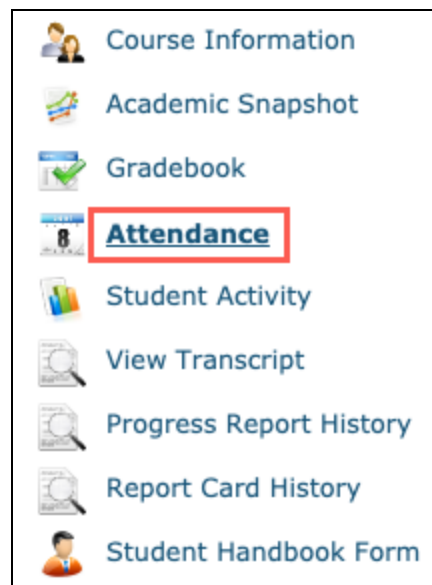 Course Information
Academic Snapshot
Gradebook
8
Attendance
Student Activity
View Transcript
Progress Report History
Report Card History
Student Handbook Form